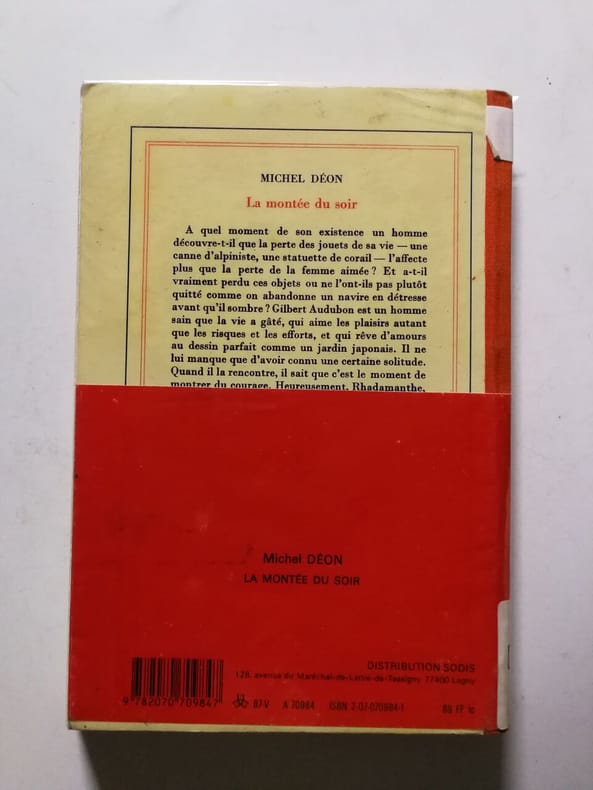 MICHEL DÉON
La montée du soir
A quel moment de son existence un homme
découvre-t-il que la perte des jouets de sa vie — une
canne d'alpiniste, une statuette de corail — l'affecte
plus que la perte de la femme aimée ? Et a-t-il
vraiment perdu ces objets ou ne l'ont-ils pas plutôt
quitté comme on abandonne un navire en détresse
avant qu'il sombre ? Gilbert Audubon est un homme
sain que la vie a gâté, qui aime les plaisirs autant
que les risques et les efforts, et qui rêve d'amours
au dessin parfait comme un jardin japonais. Il ne
lui manque que d'avoir connu une certaine solitude.
Quand il la rencontre, il sait que c'est le moment de
montrer du courage. Heureusement, Rhadamanthe,
Michel DÉON
LA MONTÉE DU SOIR
DISTRIBUTION SODIS
128, avenue du Maréchal-de-Lattre-de-Tassigny 77400 Lagny
9 782070 709847
87-V A 70984 ISBN 2-07-070984-1 89 FF tc